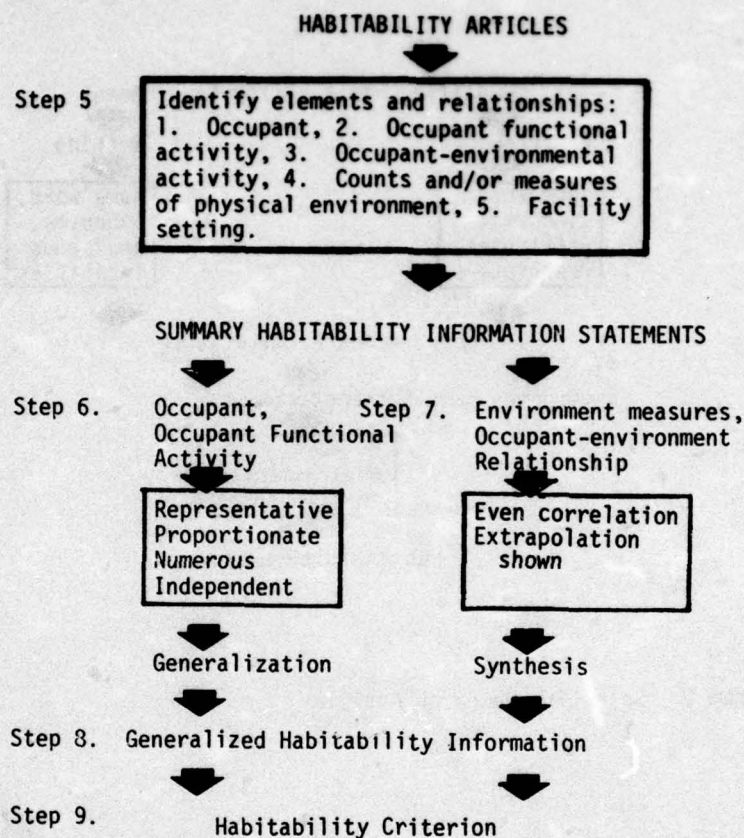 HABITABILITY ARTICLES
Step 5
Identify elements and relationships:
1. Occupant, 2. Occupant functional
activity, 3. Occupant-environmental
activity, 4. Counts and/or measures
of physical environment, 5. Facility
setting.
SUMMARY HABITABILITY INFORMATION STATEMENTS
Step 6. Occupant,
Occupant Functional
Activity
Representative
Proportionate
Numerous
Independent
Generalization
Step 7. Environment measures,
Occupant-environment
Relationship
Even correlation
Extrapolation
shown
Synthesis
Step 8. Generalized Habitability Information
Step 9. Habitability Criterion